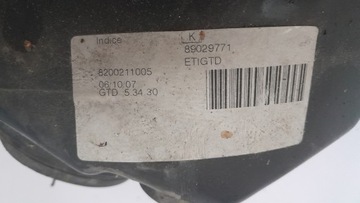 Indice K
89029771
8200211005 ETIGTD
06.10.07
GTD 5.34.30